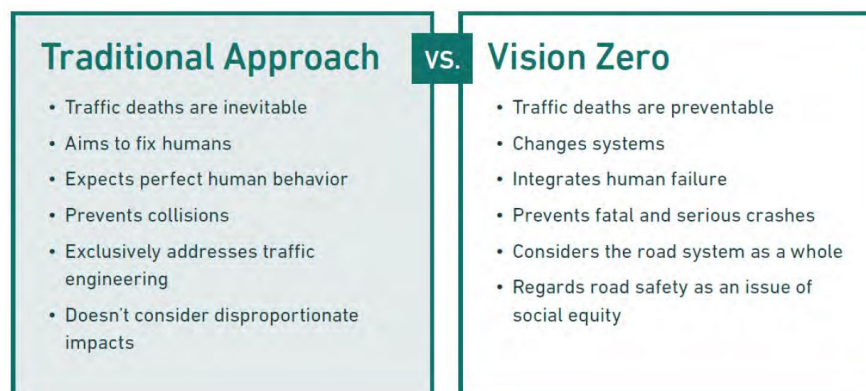 Traditional Approach
• Traffic deaths are inevitable
• Aims to fix humans
• Expects perfect human behavior
• Prevents collisions
• Exclusively addresses traffic
engineering
• Doesn't consider disproportionate
impacts
VS.
Vision Zero
• Traffic deaths are preventable
• Changes systems
• Integrates human failure
• Prevents fatal and serious crashes
• Considers the road system as a whole
• Regards road safety as an issue of
social equity